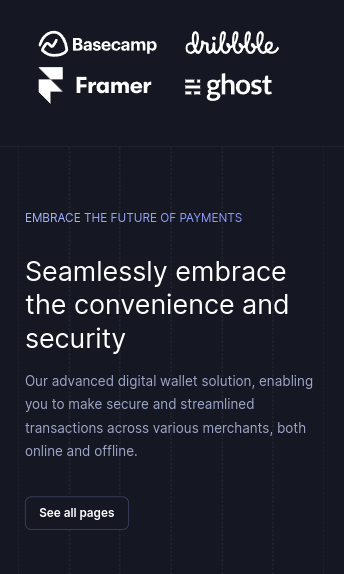 Basecamp dribbble
Framer ghost
EMBRACE THE FUTURE OF PAYMENTS
Seamlessly embrace
the convenience and
security
Our advanced digital wallet solution, enabling
you to make secure and streamlined
transactions across various merchants, both
online and offline.
See all pages